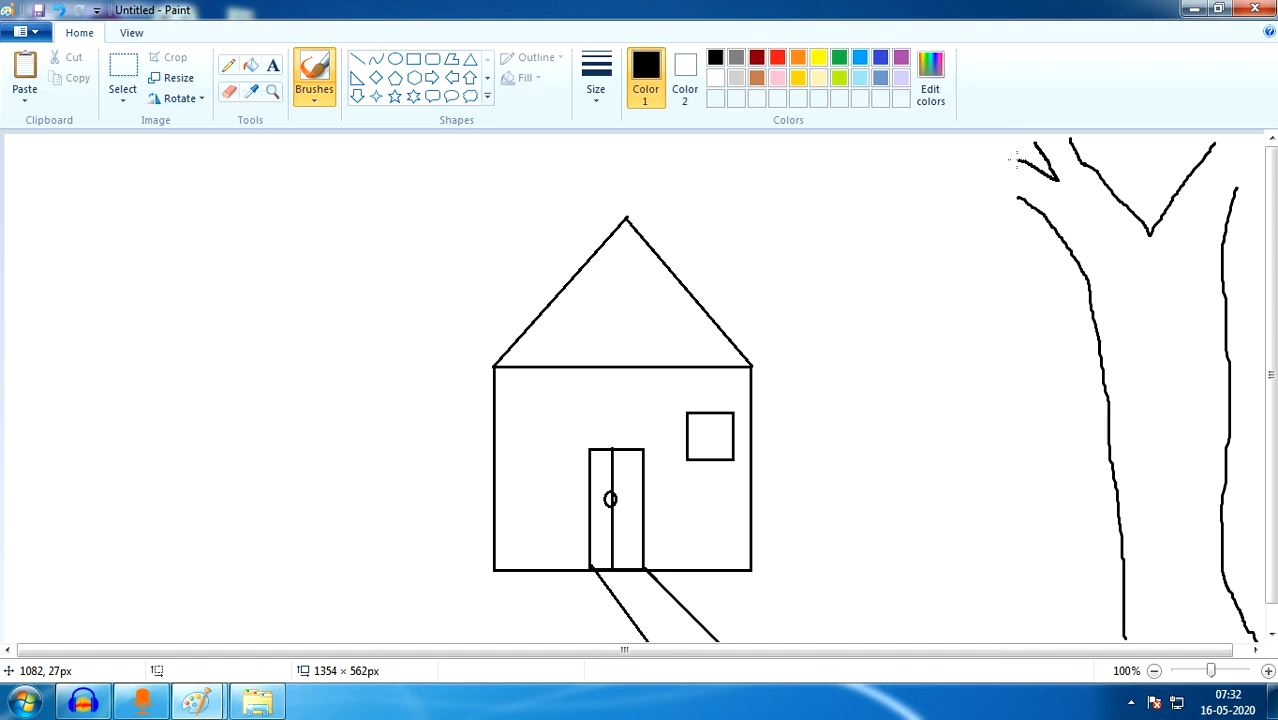 Untitled - Paint
Home View
Paste
Cut
Copy
Clipboard
Select
Crop
Resize
Rotate
Image
A
Tools
Brushes
Outline
Fill
Shapes
Size
Color 1
Color 2
Edit colors
Colors
1082, 27px
1354 × 562px
100%
07:32
16-05-2020